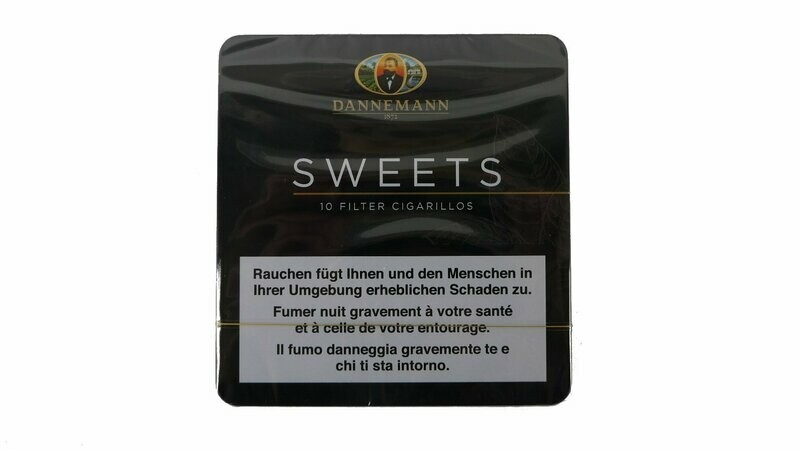 DANNEMANN
1872
SWEETS
10 FILTER CIGARILLOS
Rauchen fügt Ihnen und den Menschen in
Ihrer Umgebung erheblichen Schaden zu.
Fumer nuit gravement à votre santé
et à celle de votre entourage.
Il fumo danneggia gravemente te e
chi ti sta intorno.